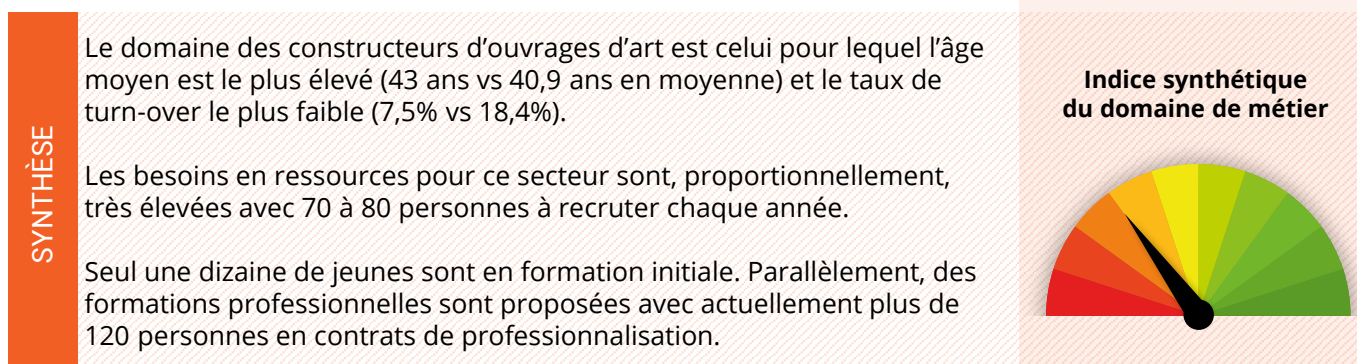 SYNTHÈSE
Le domaine des constructeurs d’ouvrages d’art est celui pour lequel l’âge
moyen est le plus élevé (43 ans vs 40,9 ans en moyenne) et le taux de
turn-over le plus faible (7,5% vs 18,4%).
Les besoins en ressources pour ce secteur sont, proportionnellement,
très élevées avec 70 à 80 personnes à recruter chaque année.
Seul une dizaine de jeunes sont en formation initiale. Parallèlement, des
formations professionnelles sont proposées avec actuellement plus de
120 personnes en contrats de professionnalisation.
Indice synthétique
du domaine de métier